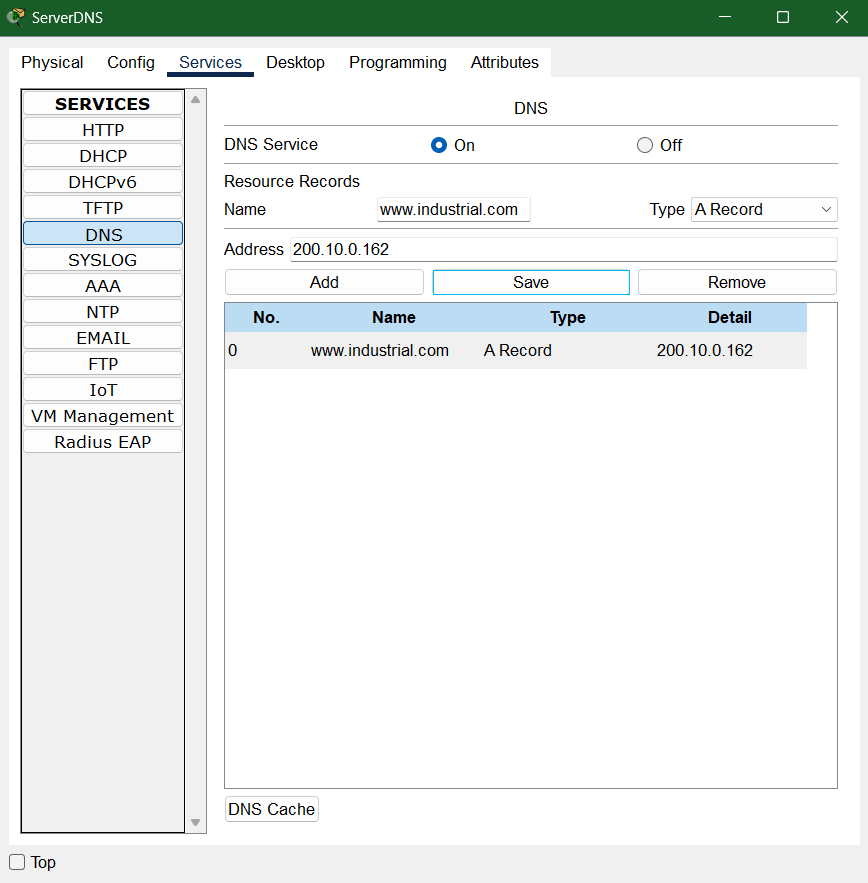 ServerDNS
Physical Config Services Desktop Programming Attributes
SERVICES
HTTP
DHCP
DHCPv6
TFTP
DNS
SYSLOG
AAA
NTP
EMAIL
FTP
IoT
VM Management
Radius EAP
DNS
DNS Service On Off
Resource Records
Name www.industrial.com Type A Record
Address 200.10.0.162
Add Save Remove
No. Name Type Detail
0 www.industrial.com A Record 200.10.0.162
DNS Cache
Top